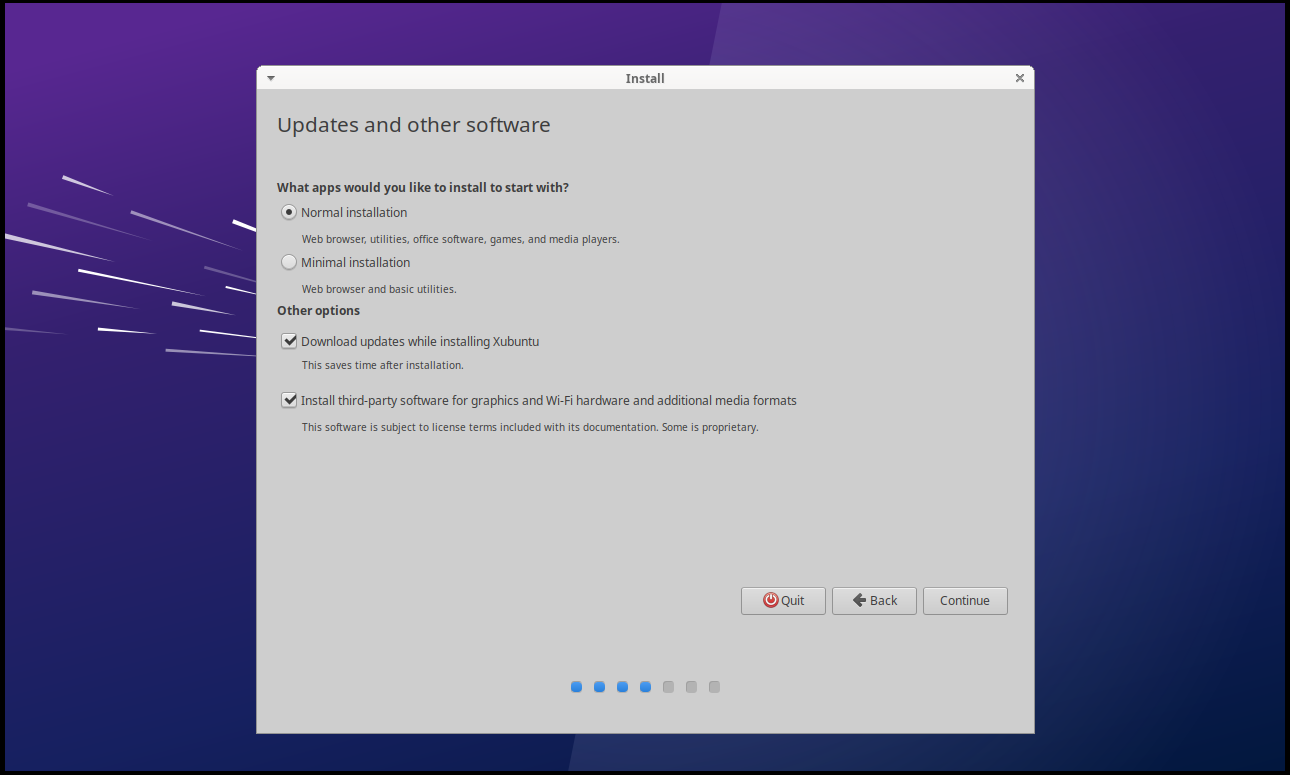 Install
Updates and other software
What apps would you like to install to start with?
Normal installation
Web browser, utilities, office software, games, and media players.
Minimal installation
Web browser and basic utilities.
Other options
Download updates while installing Xubuntu
This saves time after installation.
Install third-party software for graphics and Wi-Fi hardware and additional media formats
This software is subject to license terms included with its documentation. Some is proprietary.
Quit
Back
Continue